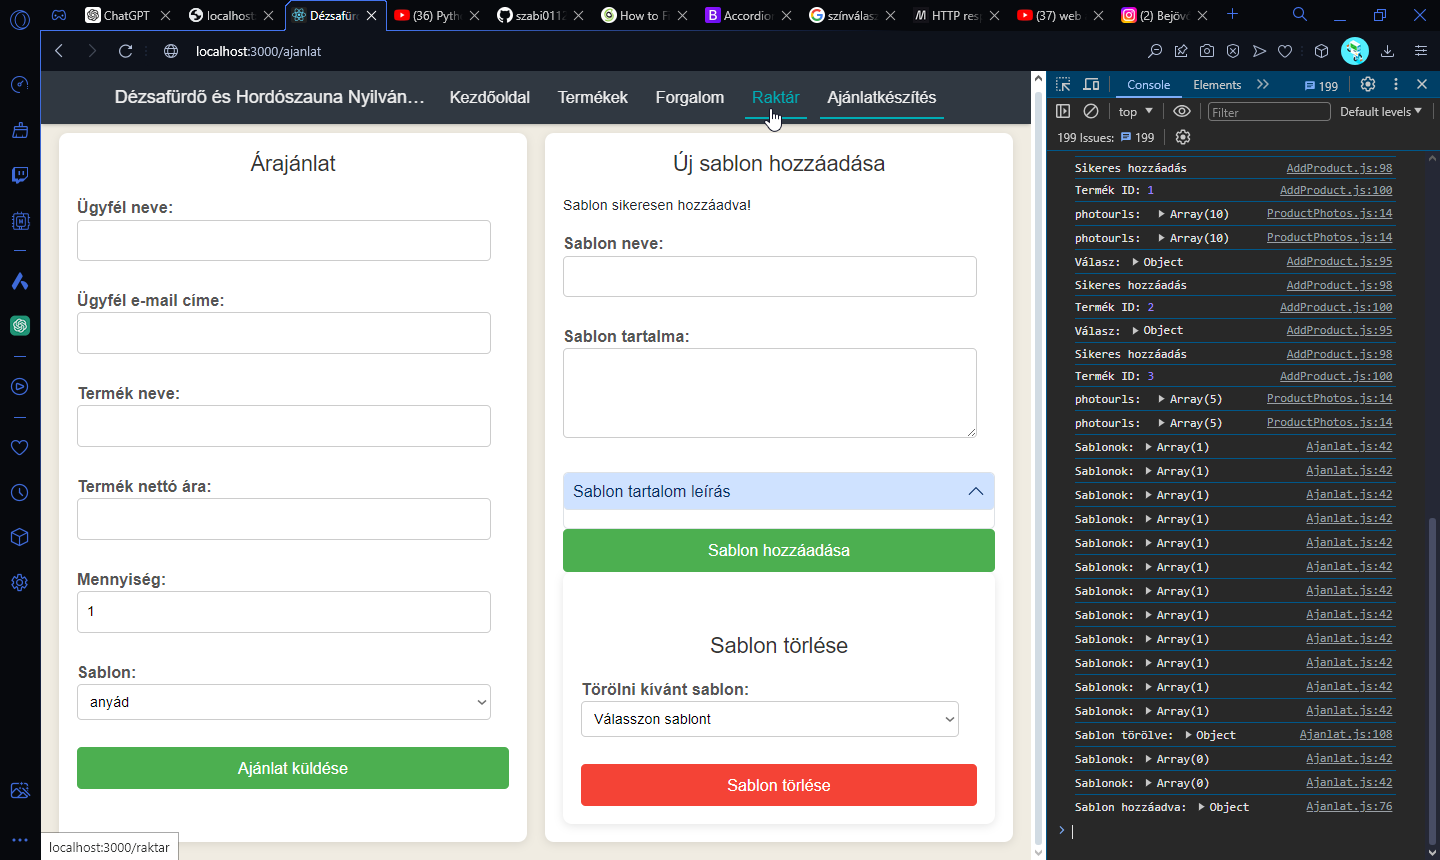 ChatGPT
localhost:
Dézsafürd
(36) Pyth
szabi011
How to Fi
Accordion
színválasz
HTTP resp
(37) web
(2) Bejövő
localhost:3000/ajanlat
Dézsafürdő és Hordószauna Nyilván...
Kezdőoldal
Termékek
Forgalom
Raktár
Ajánlatkészítés
Árajánlat
Ügyfél neve:
Ügyfél e-mail címe:
Termék neve:
Termék nettó ára:
Mennyiség:
1
Sablon:
anyád
Ajánlat küldése
Új sablon hozzáadása
Sablon sikeresen hozzáadva!
Sablon neve:
Sablon tartalma:
Sablon tartalom leírás
Sablon hozzáadása
Sablon törlése
Törölni kívánt sablon:
Válasszon sablont
Sablon törlése
localhost:3000/raktar
Console
Elements
199
top
Filter
Default levels
199 Issues: 199
Sikeres hozzáadás AddProduct.js:98
Termék ID: 1 AddProduct.js:100
photourls: Array(10) ProductPhotos.js:14
photourls: Array(10) ProductPhotos.js:14
Válasz: Object AddProduct.js:95
Sikeres hozzáadás AddProduct.js:98
Termék ID: 2 AddProduct.js:100
Válasz: Object AddProduct.js:95
Sikeres hozzáadás AddProduct.js:98
Termék ID: 3 AddProduct.js:100
photourls: Array(5) ProductPhotos.js:14
photourls: Array(5) ProductPhotos.js:14
Sablonok: Array(1) Ajanlat.js:42
Sablonok: Array(1) Ajanlat.js:42
Sablonok: Array(1) Ajanlat.js:42
Sablonok: Array(1) Ajanlat.js:42
Sablonok: Array(1) Ajanlat.js:42
Sablonok: Array(1) Ajanlat.js:42
Sablonok: Array(1) Ajanlat.js:42
Sablonok: Array(1) Ajanlat.js:42
Sablonok: Array(1) Ajanlat.js:42
Sablonok: Array(1) Ajanlat.js:42
Sablonok: Array(1) Ajanlat.js:42
Sablonok: Array(1) Ajanlat.js:42
Sablon törölve: Object Ajanlat.js:108
Sablonok: Array(0) Ajanlat.js:42
Sablonok: Array(0) Ajanlat.js:42
Sablon hozzáadva: Object Ajanlat.js:76